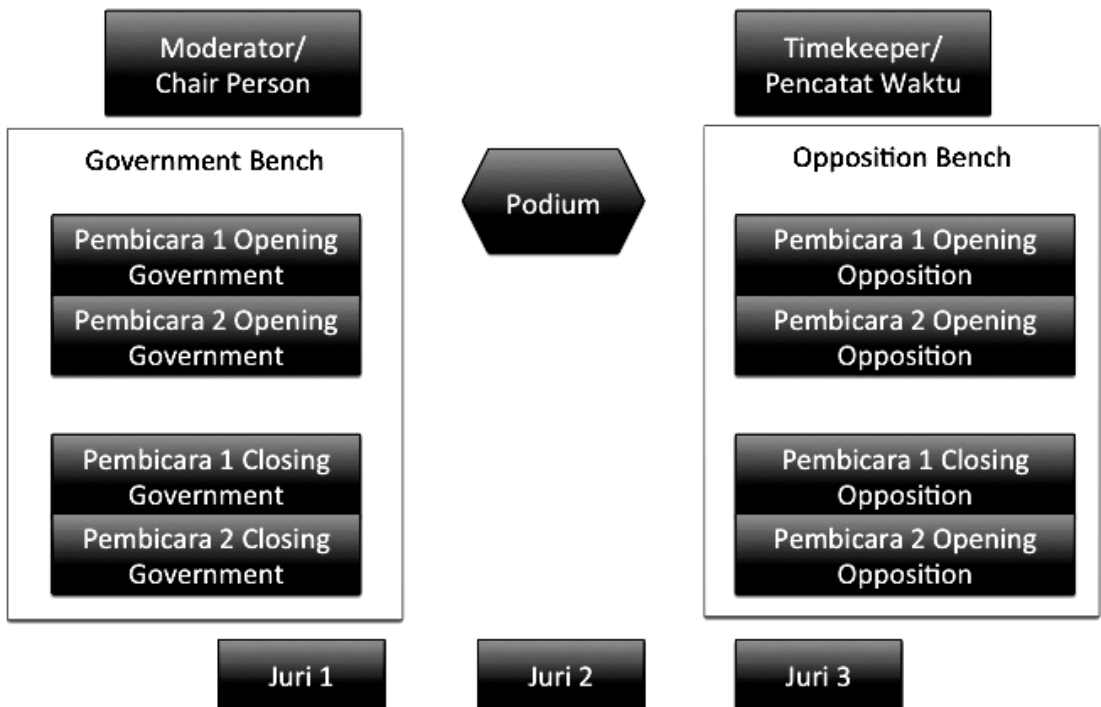 Moderator/
Chair Person
Timekeeper/
Pencatat Waktu
Government Bench
Pembicara 1 Opening
Government
Pembicara 2 Opening
Government
Pembicara 1 Closing
Government
Pembicara 2 Closing
Government
Podium
Opposition Bench
Pembicara 1 Opening
Opposition
Pembicara 2 Opening
Opposition
Pembicara 1 Closing
Opposition
Pembicara 2 Opening
Opposition
Juri 1
Juri 2
Juri 3